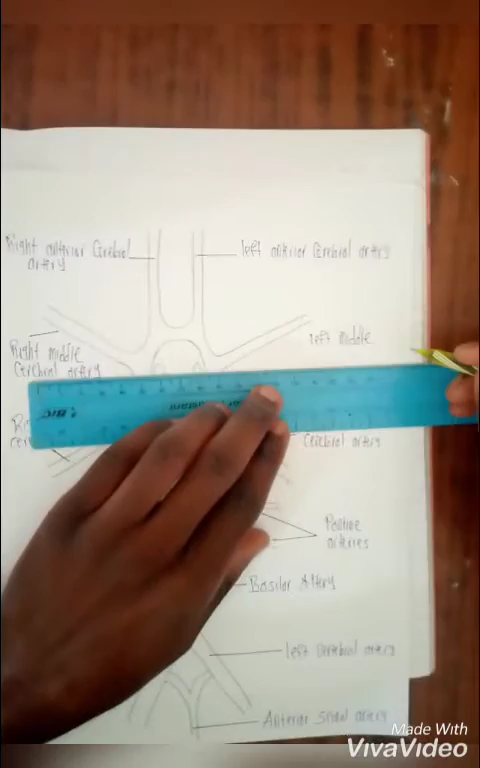 Right anterior Cerebral
artery
left anterior Cerebral artery
Right middle
Cerebral artery
left middle
BIC
Cerebral artery
Pontine
arteries
Basilar Artery
left
artery
Anterior Spinal artery
Made With
VivaVideo